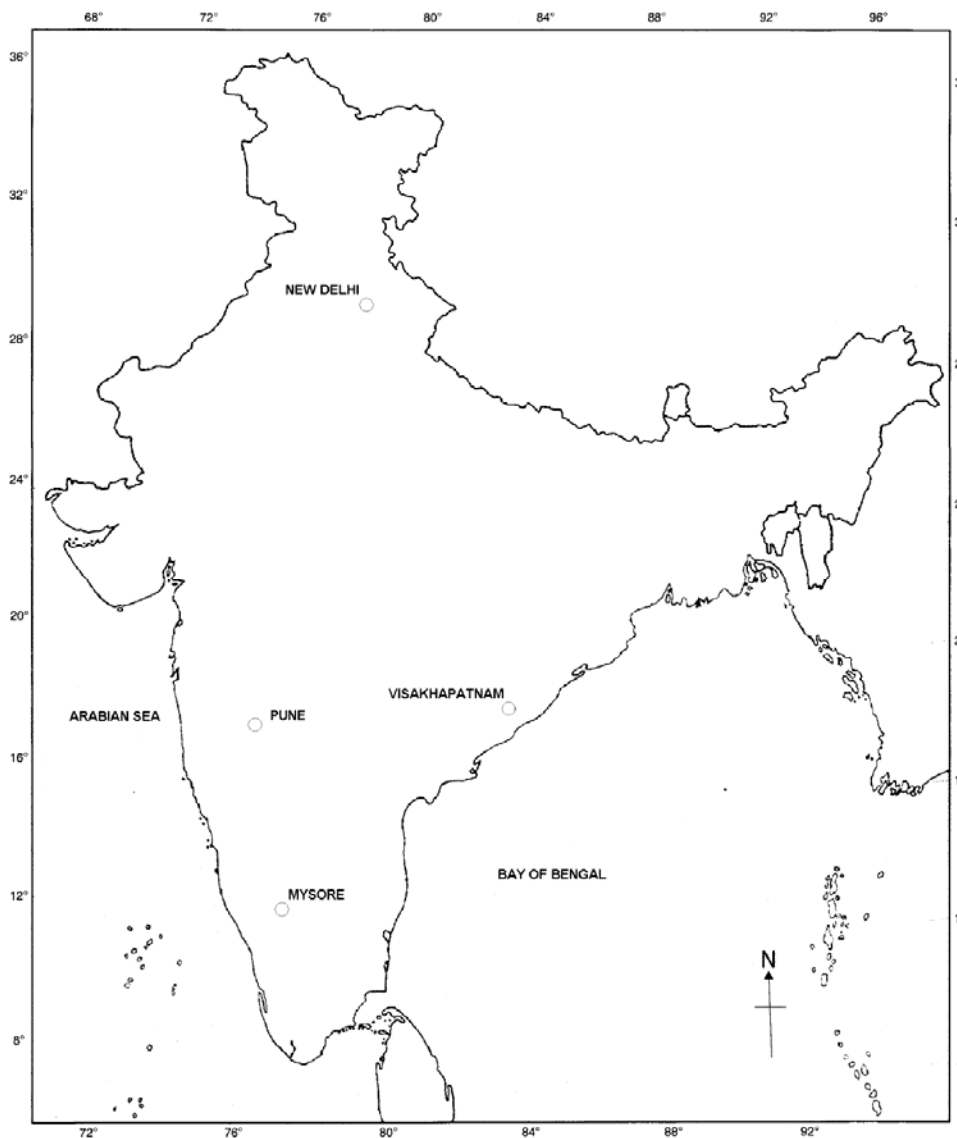 68° 72° 76° 80° 84° 88° 92° 96°
36°
32°
NEW DELHI
28°
24°
20°
VISAKHAPATNAM
ARABIAN SEA PUNE
16°
BAY OF BENGAL
12° MYSORE
N
8°
72° 76° 80° 84° 88° 92°